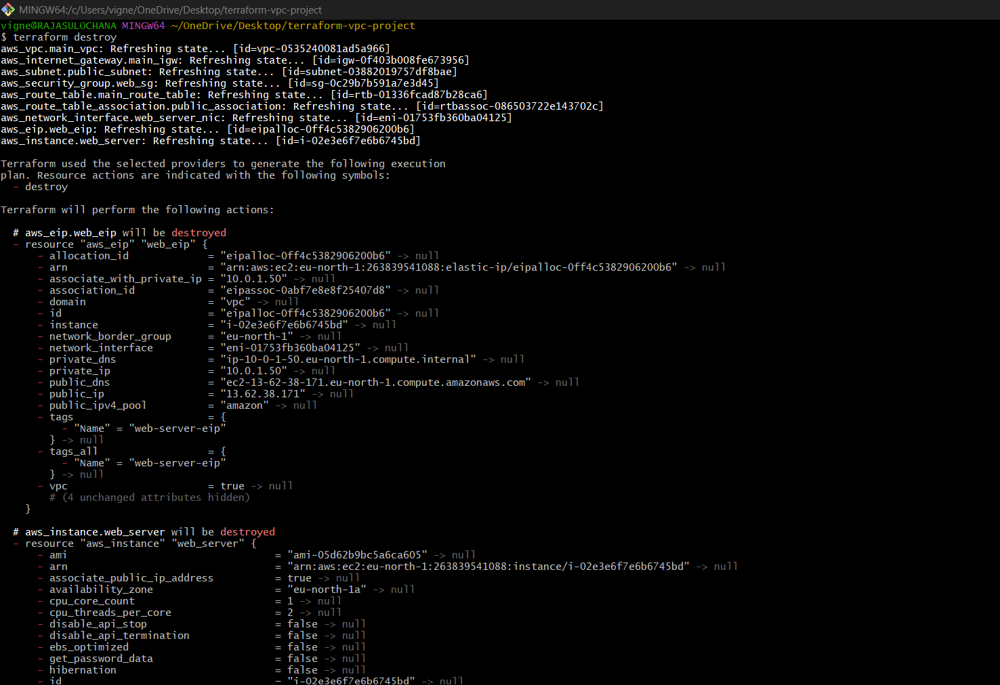 MINGW64:/c/Users/vigne/OneDrive/Desktop/terraform-vpc-project
vigne@RAJASULOCHANA MINGW64 ~/OneDrive/Desktop/terraform-vpc-project
$ terraform destroy
aws_vpc.main_vpc: Refreshing state... [id=vpc-0535240081ad5a966]
aws_internet_gateway.main_igw: Refreshing state... [id=igw-0f403b008fe673956]
aws_subnet.public_subnet: Refreshing state... [id=subnet-03882019757df8bae]
aws_security_group.web_sg: Refreshing state... [id=sg-0c29b7b591a7e3d45]
aws_route_table.main_route_table: Refreshing state... [id=rtb-01336fcad87b28ca6]
aws_route_table_association.public_association: Refreshing state... [id=rtbassoc-086503722e143702c]
aws_network_interface.web_server_nic: Refreshing state... [id=eni-01753fb360ba04125]
aws_eip.web_eip: Refreshing state... [id=eipalloc-0ff4c5382906200b6]
aws_instance.web_server: Refreshing state... [id=i-02e3e6f7e6b6745bd]

Terraform used the selected providers to generate the following execution
plan. Resource actions are indicated with the following symbols:
  - destroy

Terraform will perform the following actions:

  # aws_eip.web_eip will be destroyed
  - resource "aws_eip" "web_eip" {
      - allocation_id             = "eipalloc-0ff4c5382906200b6" -> null
      - arn                       = "arn:aws:ec2:eu-north-1:263839541088:elastic-ip/eipalloc-0ff4c5382906200b6" -> null
      - associate_with_private_ip = "10.0.1.50" -> null
      - association_id            = "eipassoc-0abf7e8e8f25407d8" -> null
      - domain                    = "vpc" -> null
      - id                        = "eipalloc-0ff4c5382906200b6" -> null
      - instance                  = "i-02e3e6f7e6b6745bd" -> null
      - network_border_group      = "eu-north-1" -> null
      - network_interface         = "eni-01753fb360ba04125" -> null
      - private_dns               = "ip-10-0-1-50.eu-north-1.compute.internal" -> null
      - private_ip                = "10.0.1.50" -> null
      - public_dns                = "ec2-13-62-38-171.eu-north-1.compute.amazonaws.com" -> null
      - public_ip                 = "13.62.38.171" -> null
      - public_ipv4_pool          = "amazon" -> null
      - tags                      = {
          - "Name" = "web-server-eip"
        } -> null
      - tags_all                  = {
          - "Name" = "web-server-eip"
        } -> null
      - vpc                       = true -> null
        # (4 unchanged attributes hidden)
    }

  # aws_instance.web_server will be destroyed
  - resource "aws_instance" "web_server" {
      - ami                                  = "ami-05d62b9bc5a6ca605" -> null
      - arn                                  = "arn:aws:ec2:eu-north-1:263839541088:instance/i-02e3e6f7e6b6745bd" -> null
      - associate_public_ip_address          = true -> null
      - availability_zone                    = "eu-north-1a" -> null
      - cpu_core_count                       = 1 -> null
      - cpu_threads_per_core                 = 2 -> null
      - disable_api_stop                     = false -> null
      - disable_api_termination              = false -> null
      - ebs_optimized                        = false -> null
      - get_password_data                    = false -> null
      - hibernation                          = false -> null
      - id                                   = "i-02e3e6f7e6b6745bd" -> null